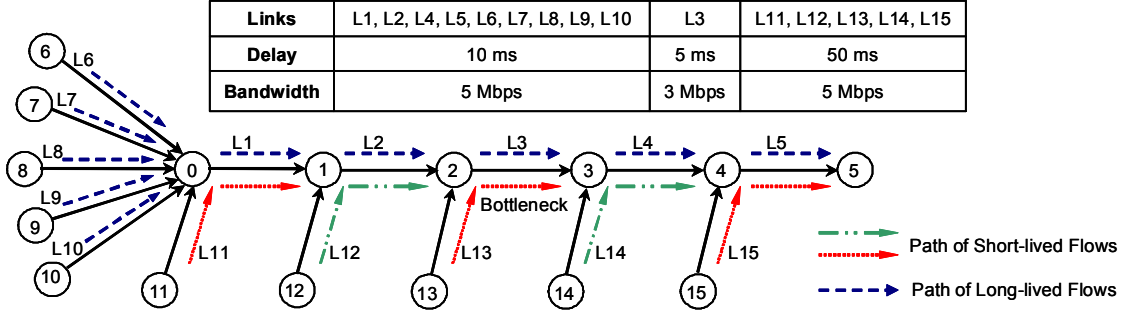 Links L1, L2, L4, L5, L6, L7, L8, L9, L10 L3 L11, L12, L13, L14, L15
Delay 10 ms 5 ms 50 ms
Bandwidth 5 Mbps 3 Mbps 5 Mbps
6 L6
7 L7
8 L8
9 L9
10 L10
0 L1 1 L2 2 L3 3 L4 4 L5 5
Bottleneck
L11 L12 L13 L14 L15
11 12 13 14 15
Path of Short-lived Flows
Path of Long-lived Flows